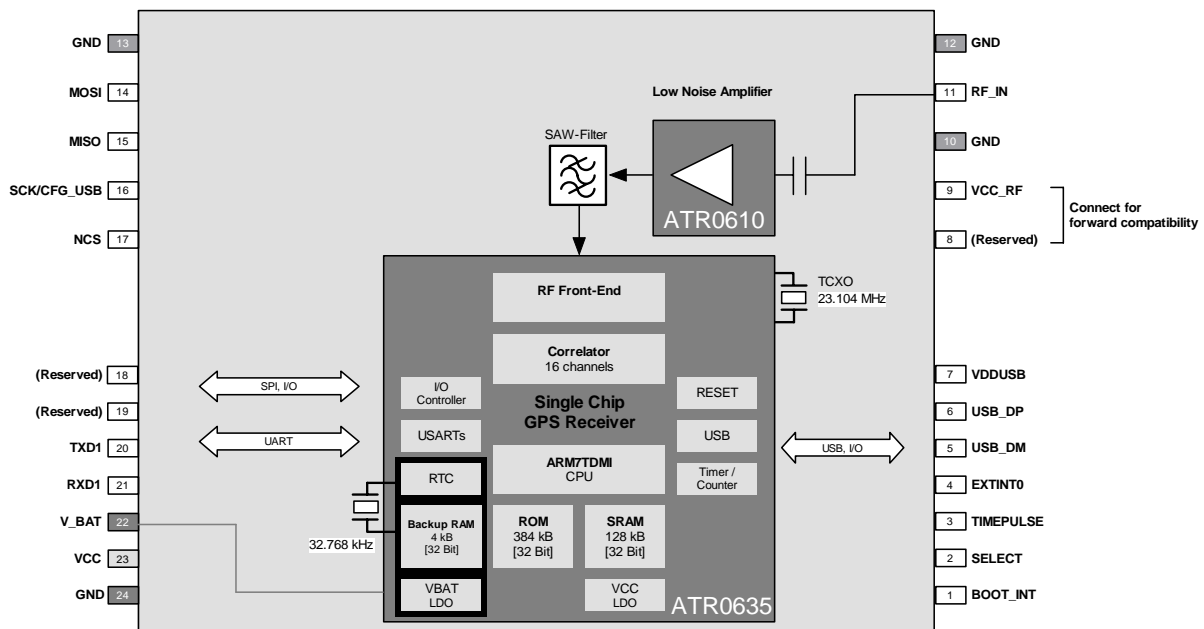 GND 13
MOSI 14
MISO 15
SCK/CFG_USB 16
NCS 17
(Reserved) 18
(Reserved) 19
TXD1 20
RXD1 21
V_BAT 22
VCC 23
GND 24
SPI, I/O
UART
32.768 kHz
SAW-Filter
Low Noise Amplifier
ATR0610
RF Front-End
Correlator
16 channels
I/O
Controller
USARTs
Single Chip
GPS Receiver
RESET
USB
Timer /
Counter
ARM7TDMI
CPU
RTC
Backup RAM
4 kB
[32 Bit]
ROM
384 kB
[32 Bit]
SRAM
128 kB
[32 Bit]
VBAT
LDO
VCC
LDO
ATR0635
TCXO
23.104 MHz
USB, I/O
12 GND
11 RF_IN
10 GND
9 VCC_RF
8 (Reserved)
Connect for
forward compatibility
7 VDDUSB
6 USB_DP
5 USB_DM
4 EXTINT0
3 TIMEPULSE
2 SELECT
1 BOOT_INT